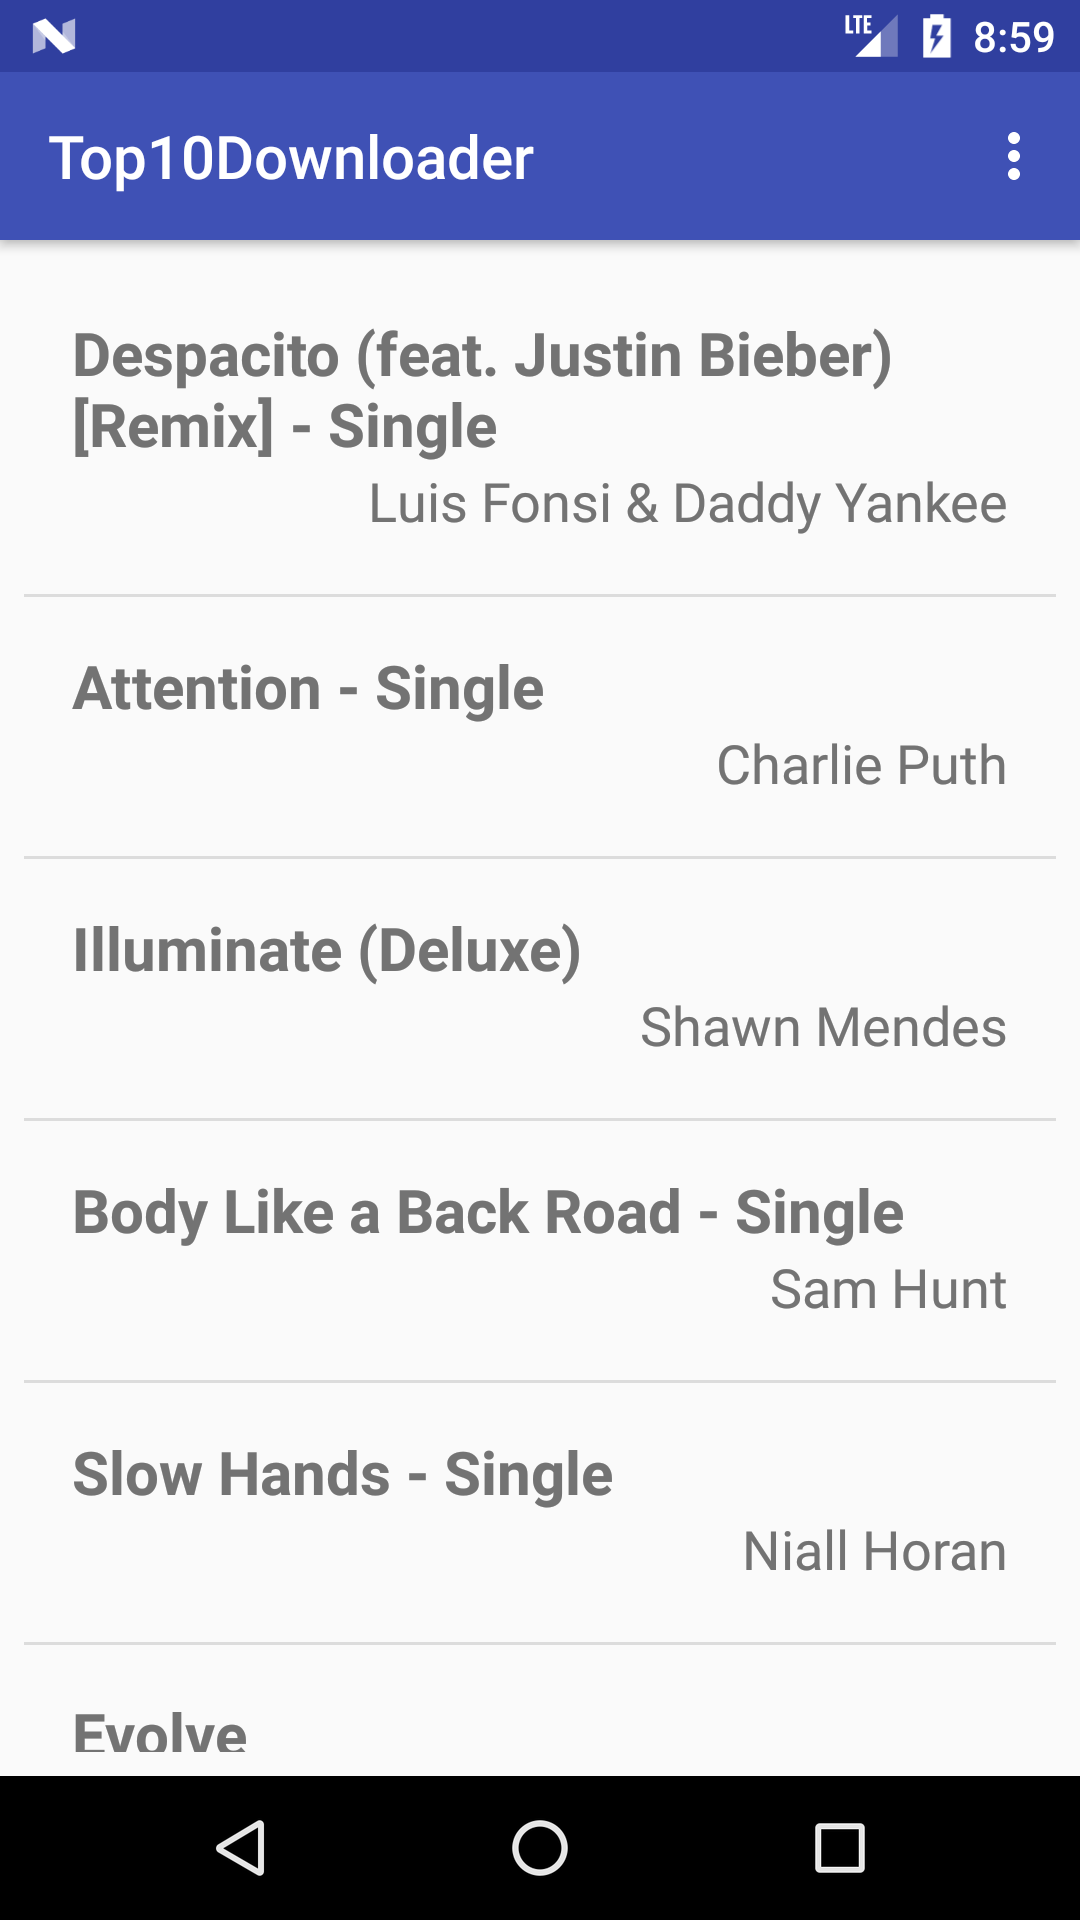 LTE 8:59
Top10Downloader
Despacito (feat. Justin Bieber)
[Remix] - Single
Luis Fonsi & Daddy Yankee
Attention - Single
Charlie Puth
Illuminate (Deluxe)
Shawn Mendes
Body Like a Back Road - Single
Sam Hunt
Slow Hands - Single
Niall Horan
Evolve